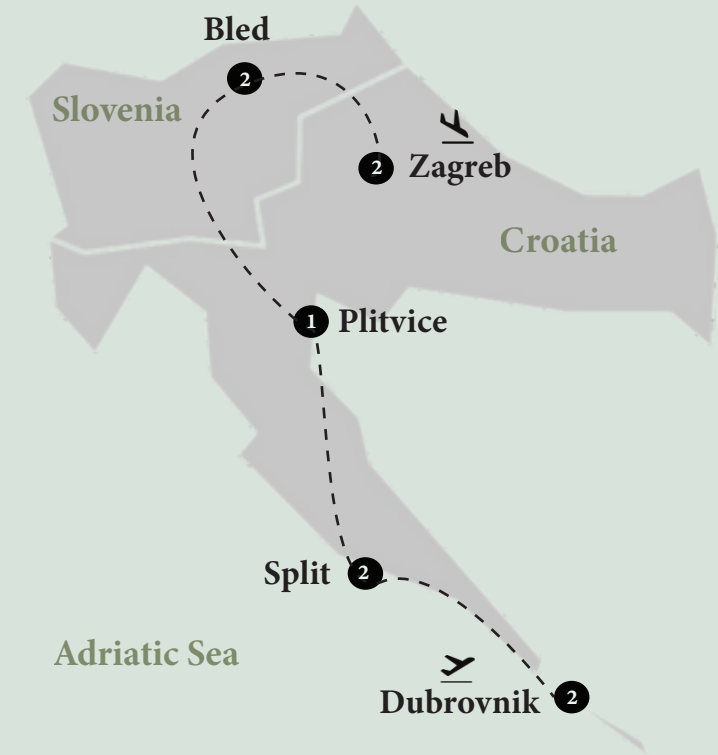 Bled
2
Slovenia
2
Zagreb
Croatia
1
Plitvice
Split
2
Adriatic Sea
Dubrovnik
2